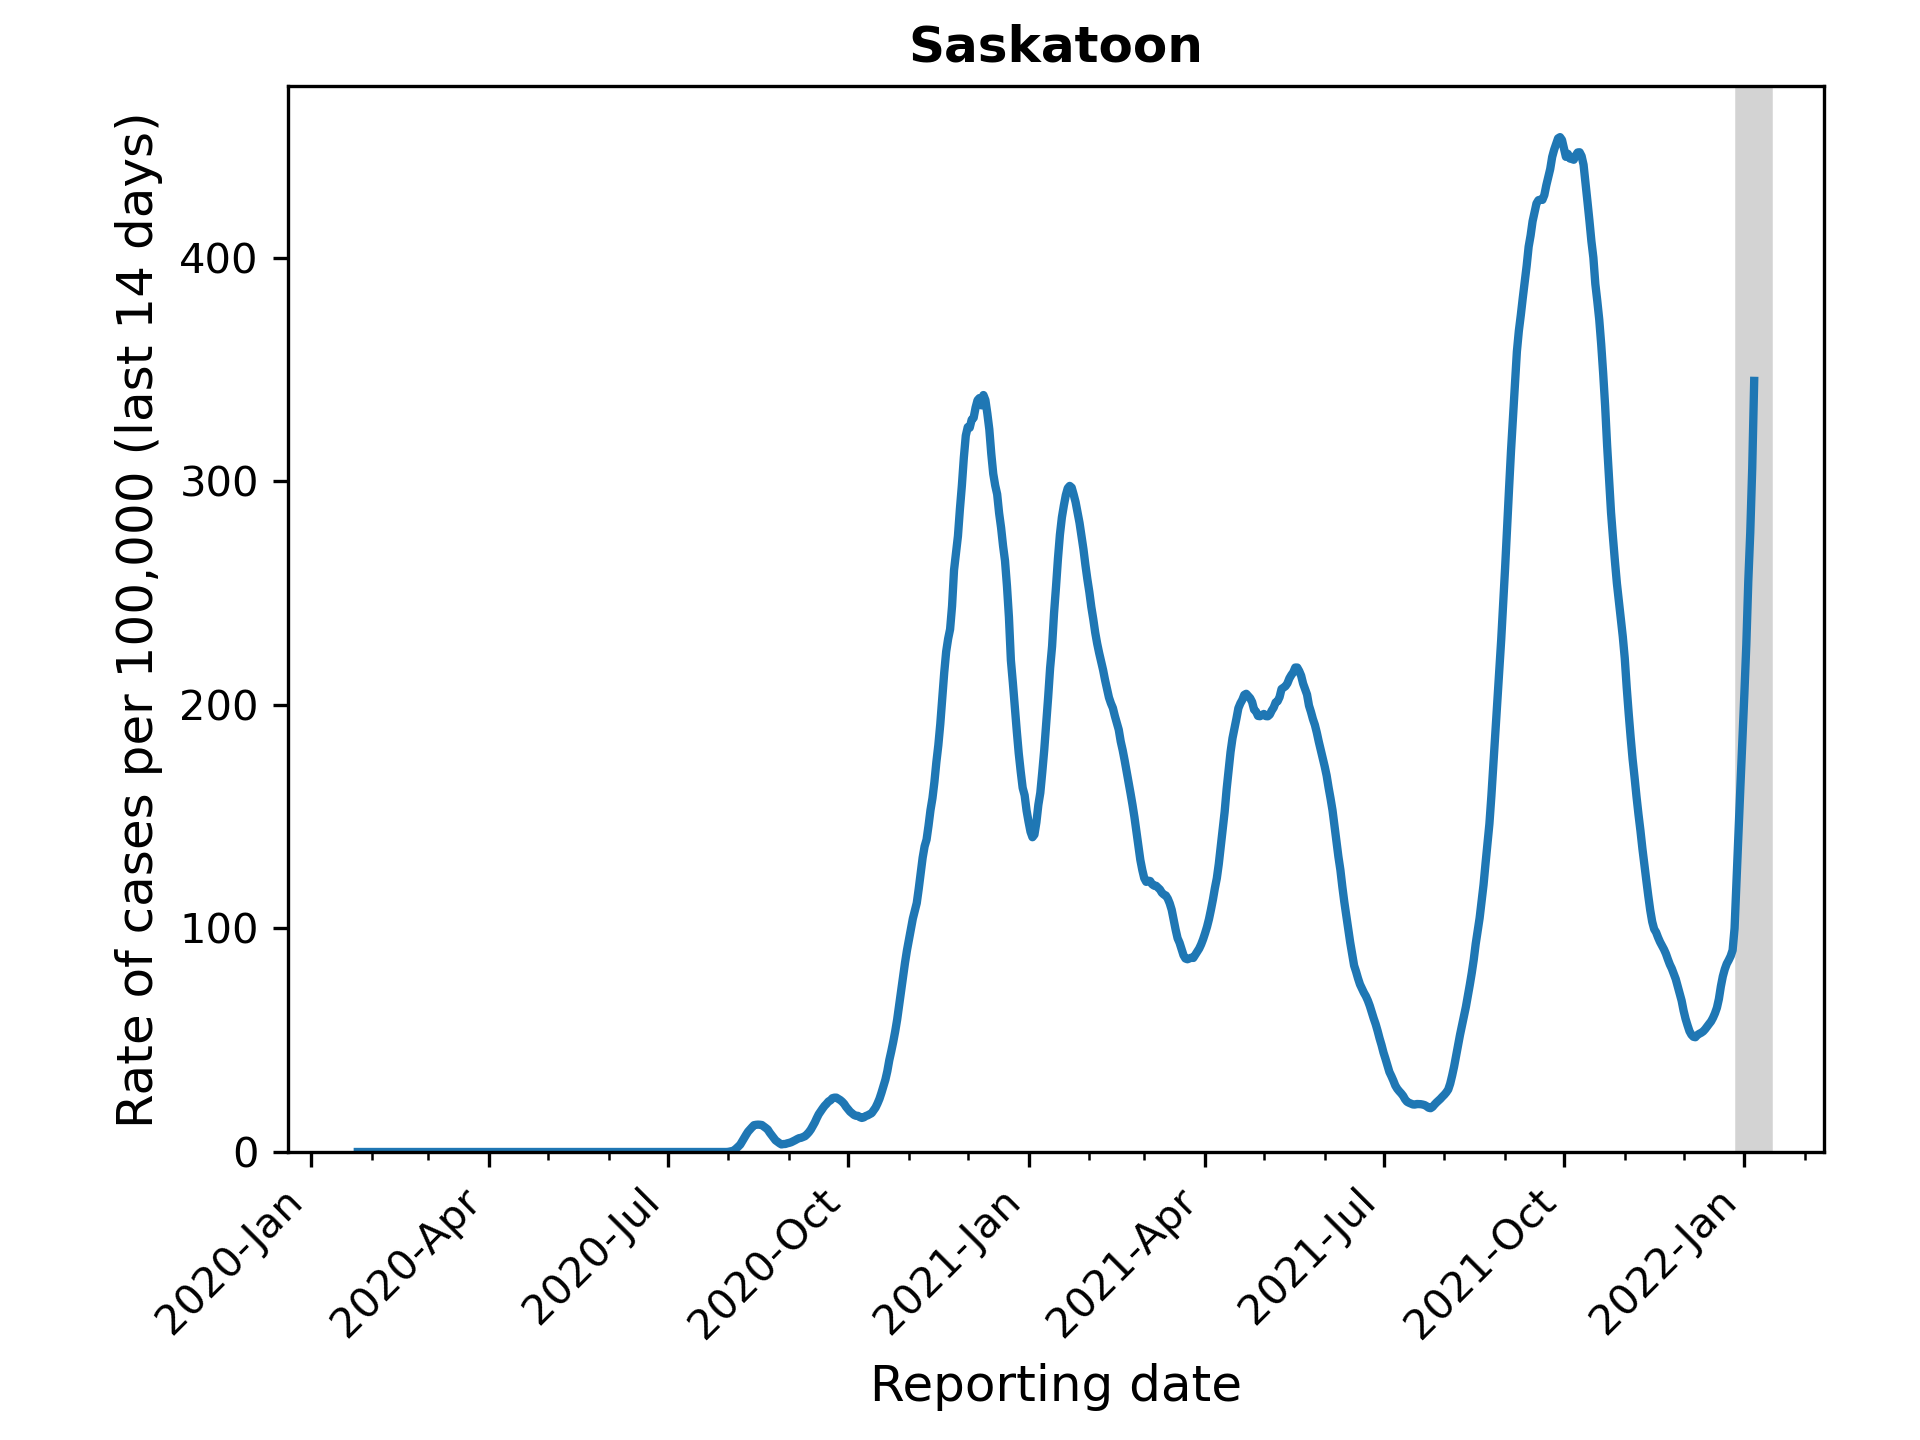 Saskatoon
Rate of cases per 100,000 (last 14 days)
400
300
200
100
0
2020-Jan
2020-Apr
2020-Jul
2020-Oct
2021-Jan
2021-Apr
2021-Jul
2021-Oct
2022-Jan
Reporting date